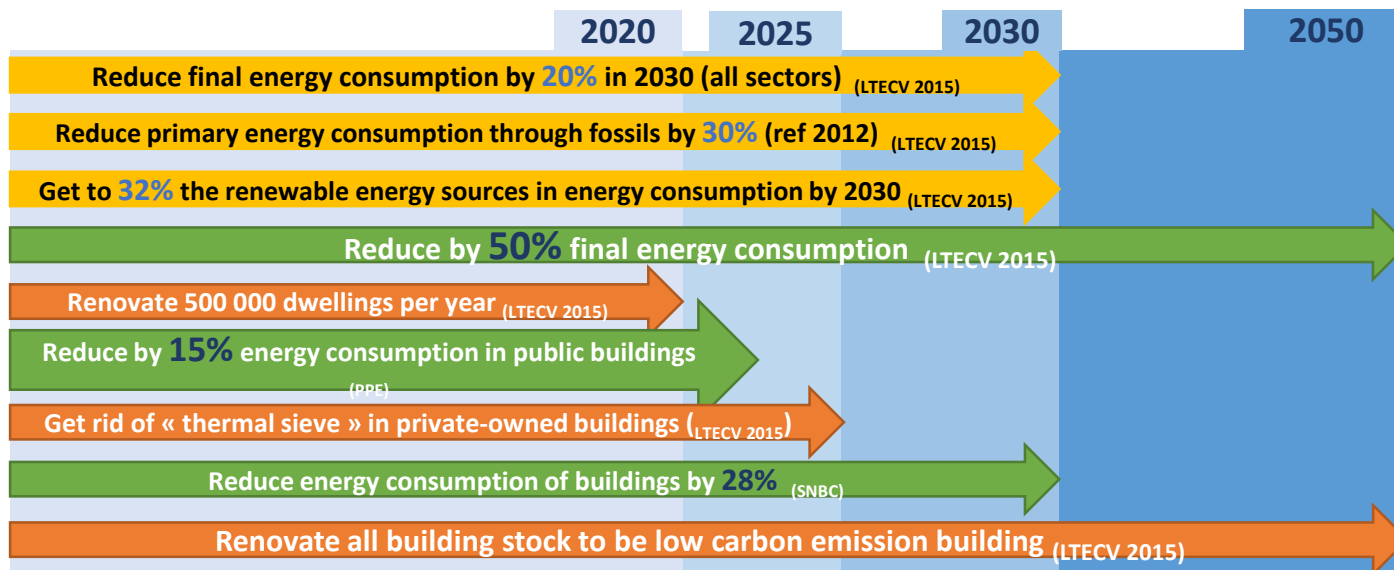 2020 2025 2030 2050
Reduce final energy consumption by 20% in 2030 (all sectors) (LTECV 2015)
Reduce primary energy consumption through fossils by 30% (ref 2012) (LTECV 2015)
Get to 32% the renewable energy sources in energy consumption by 2030 (LTECV 2015)
Reduce by 50% final energy consumption (LTECV 2015)
Renovate 500 000 dwellings per year (LTECV 2015)
Reduce by 15% energy consumption in public buildings
(PPE)
Get rid of « thermal sieve » in private-owned buildings (LTECV 2015)
Reduce energy consumption of buildings by 28% (SNBC)
Renovate all building stock to be low carbon emission building (LTECV 2015)